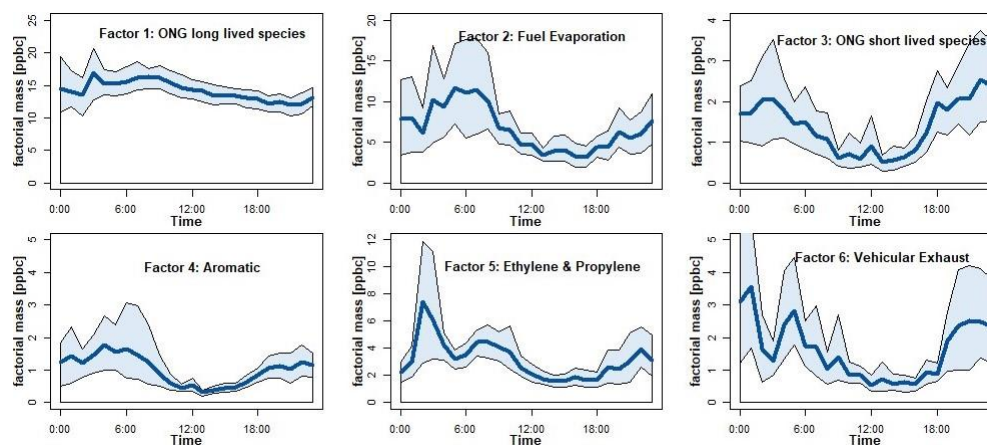 Factor 1: ONG long lived species
factorial mass [ppbc]
0 5 10 15 20 25
0:00 6:00 12:00 18:00
Time
Factor 2: Fuel Evaporation
factorial mass [ppbc]
0 5 10 15 20
0:00 6:00 12:00 18:00
Time
Factor 3: ONG short lived species
factorial mass [ppbc]
0 1 2 3 4
0:00 6:00 12:00 18:00
Time
Factor 4: Aromatic
factorial mass [ppbc]
0 1 2 3 4 5
0:00 6:00 12:00 18:00
Time
Factor 5: Ethylene & Propylene
factorial mass [ppbc]
0 2 4 6 8 10 12
0:00 6:00 12:00 18:00
Time
Factor 6: Vehicular Exhaust
factorial mass [ppbc]
0 1 2 3 4 5
0:00 6:00 12:00 18:00
Time